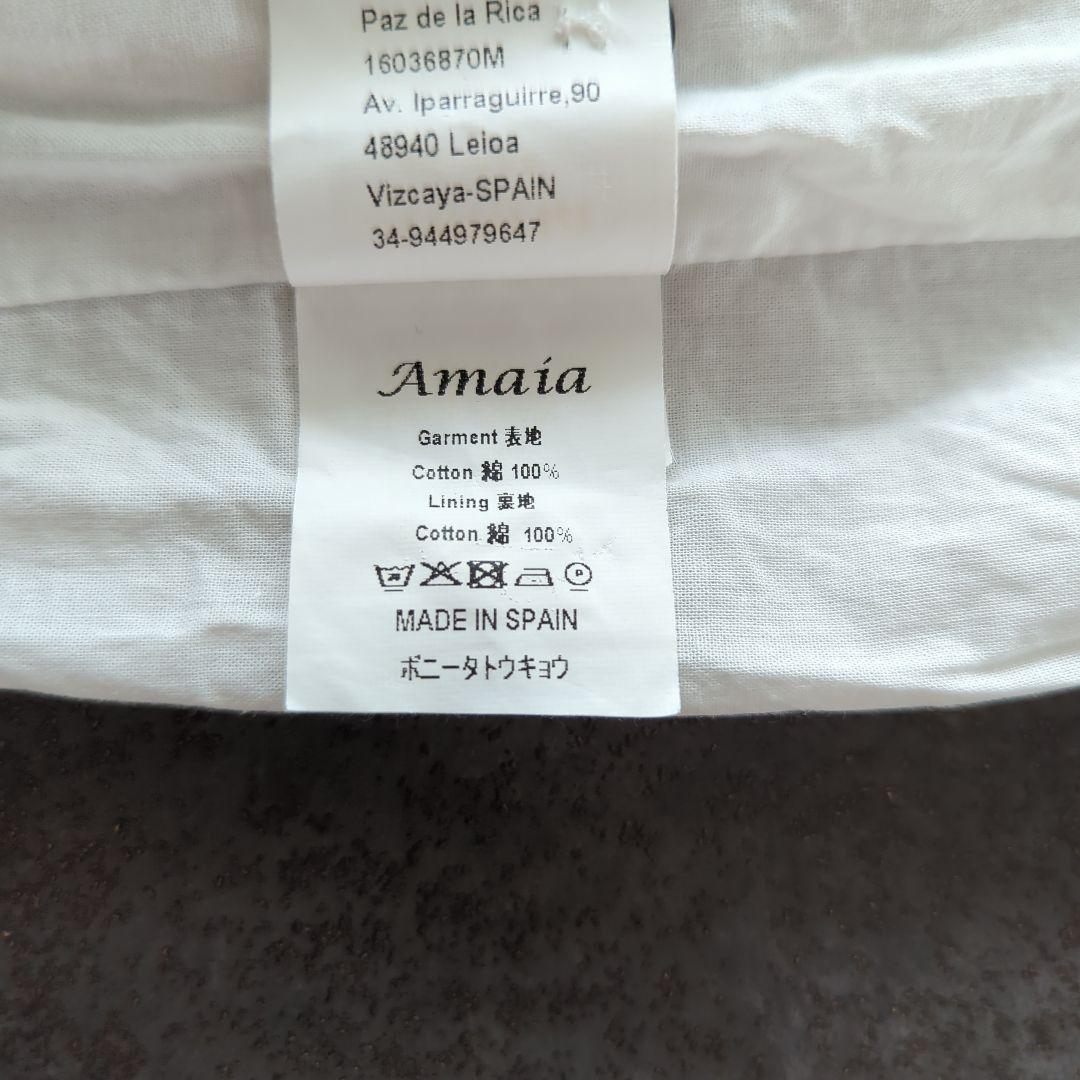 Paz de la Rica
16036870M
Av. Iparraguirre,90
48940 Leioa
Vizcaya-SPAIN
34-944979647
Amaia
Garment 表地
Cotton 綿 100%
Lining 裏地
Cotton 綿 100%
MADE IN SPAIN
ボニータトウキョウ